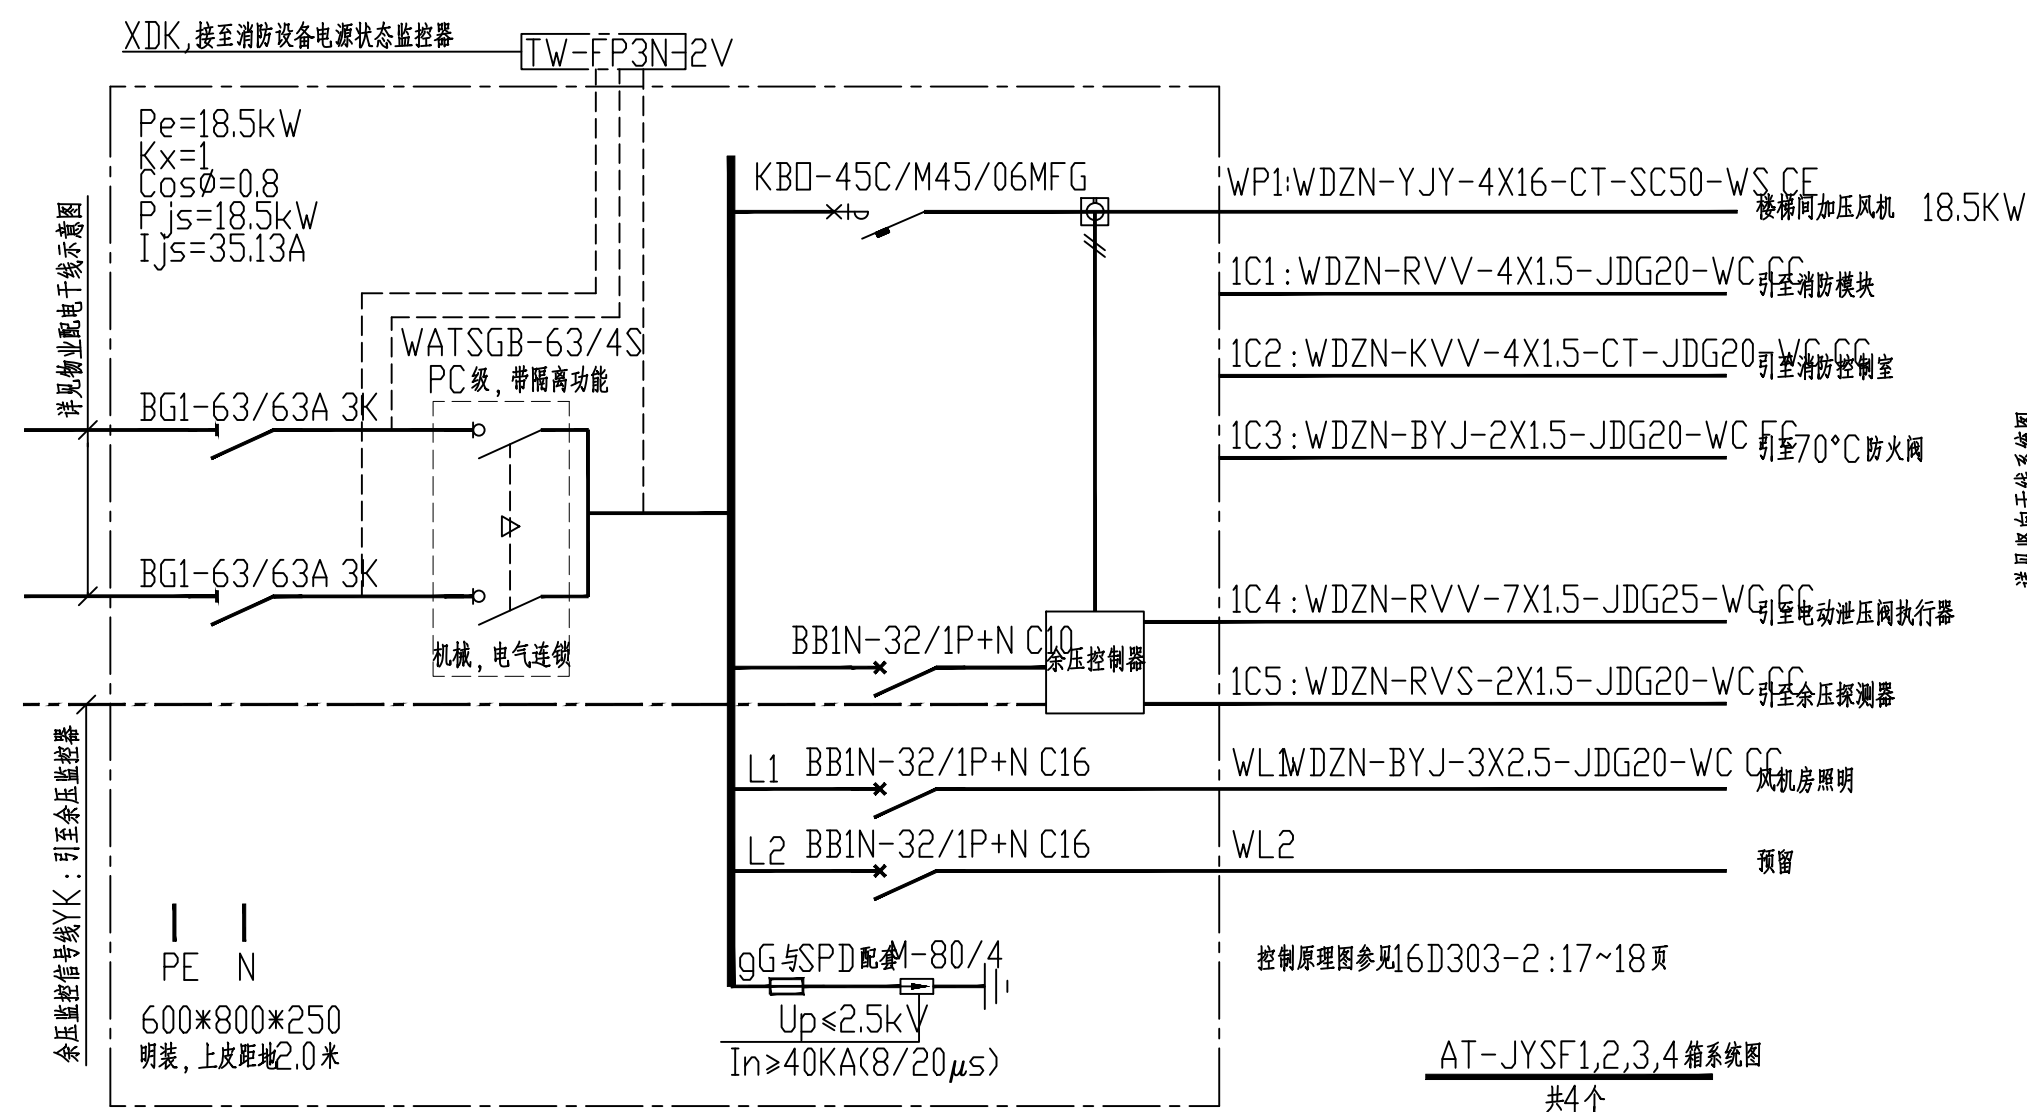 XDK,接至消防设备电源状态监控器
TW-FP3N-2V
Pe=18.5kW
Kx=1
CosØ=0.8
Pjs=18.5kW
Ijs=35.13A
详见物业配电干线示意图
WATSGB-63/4S
PC级,带隔离功能
BG1-63/63A 3K
BG1-63/63A 3K
机械,电气连锁
KB0-45C/M45/06MFG
WP1:WDZN-YJY-4X16-CT-SC50-WS CE
楼梯间加压风机 18.5KW
1C1:WDZN-RVV-4X1.5-JDG20-WC CC
引至消防模块
1C2:WDZN-KVV-4X1.5-CT-JDG20-WC CC
引至消防控制室
1C3:WDZN-BYJ-2X1.5-JDG20-WC FC
引至70°C防火阀
1C4:WDZN-RVV-7X1.5-JDG25-WC CC
引至电动泄压阀执行器
BB1N-32/1P+N C10
余压控制器
1C5:WDZN-RVS-2X1.5-JDG20-WC CC
引至余压探测器
余压监控信号线YK:引至余压监控器
L1 BB1N-32/1P+N C16
WL1WDZN-BYJ-3X2.5-JDG20-WC CC
风机房照明
L2 BB1N-32/1P+N C16
WL2
预留
PE N
600*800*250
明装,上皮距地2.0米
gG与SPD配套M-80/4
Up≤2.5kV
In≥40KA(8/20μs)
控制原理图参见16D303-2:17~18页
AT-JYSF1,2,3,4箱系统图
共4个